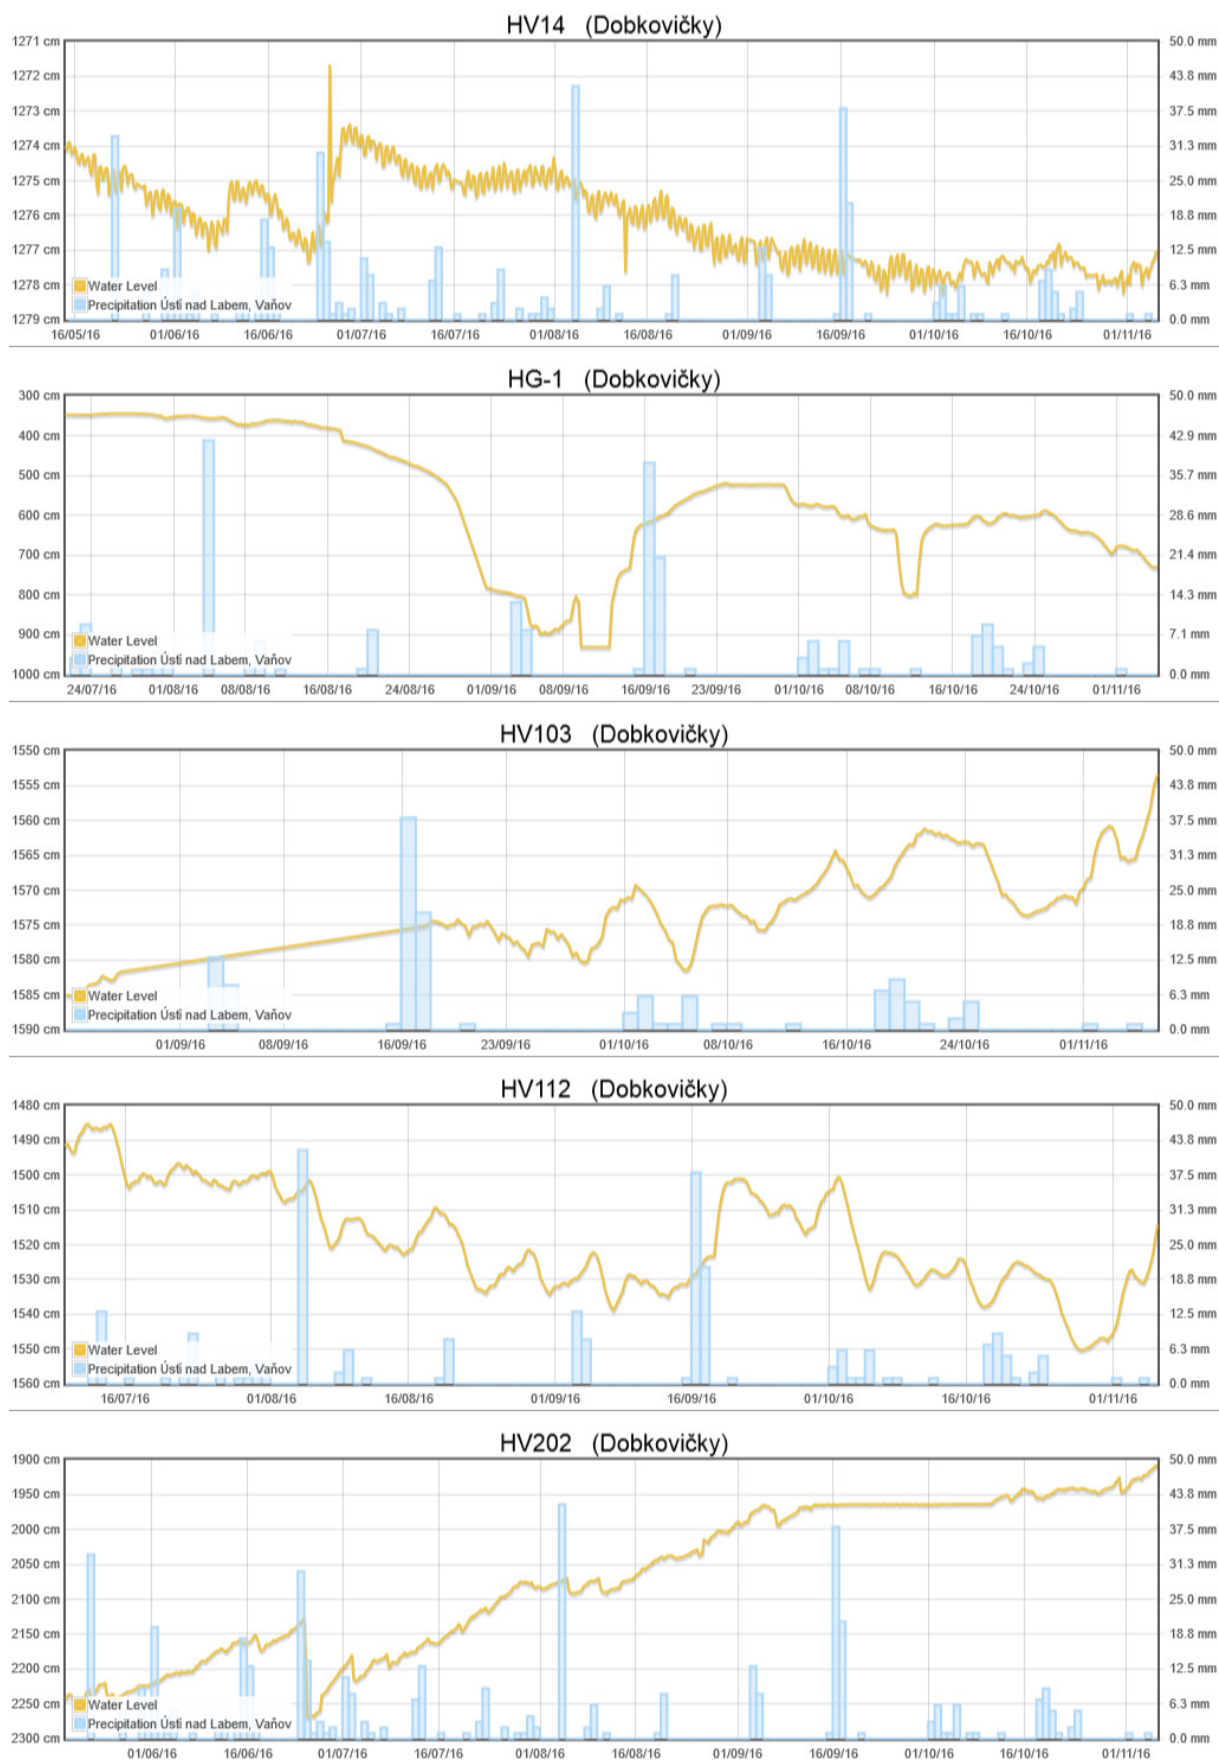 HV14 (Dobkovičky)
1271 cm 50.0 mm
1272 cm 43.8 mm
1273 cm 37.5 mm
1274 cm 31.3 mm
1275 cm 25.0 mm
1276 cm 18.8 mm
1277 cm 12.5 mm
1278 cm 6.3 mm
Water Level
Precipitation Ústí nad Labem, Vaňov
1279 cm 0.0 mm
16/05/16 01/06/16 16/06/16 01/07/16 16/07/16 01/08/16 16/08/16 01/09/16 16/09/16 01/10/16 16/10/16 01/11/16
HG-1 (Dobkovičky)
300 cm 50.0 mm
400 cm 42.9 mm
500 cm 35.7 mm
600 cm 28.6 mm
700 cm 21.4 mm
800 cm 14.3 mm
900 cm 7.1 mm
Water Level
Precipitation Ústí nad Labem, Vaňov
1000 cm 0.0 mm
24/07/16 01/08/16 08/08/16 16/08/16 24/08/16 01/09/16 08/09/16 16/09/16 23/09/16 01/10/16 08/10/16 16/10/16 24/10/16 01/11/16
HV103 (Dobkovičky)
1550 cm 50.0 mm
1555 cm 43.8 mm
1560 cm 37.5 mm
1565 cm 31.3 mm
1570 cm 25.0 mm
1575 cm 18.8 mm
1580 cm 12.5 mm
1585 cm 6.3 mm
Water Level
Precipitation Ústí nad Labem, Vaňov
1590 cm 0.0 mm
01/09/16 08/09/16 16/09/16 23/09/16 01/10/16 08/10/16 16/10/16 24/10/16 01/11/16
HV112 (Dobkovičky)
1480 cm 50.0 mm
1490 cm 43.8 mm
1500 cm 37.5 mm
1510 cm 31.3 mm
1520 cm 25.0 mm
1530 cm 18.8 mm
1540 cm 12.5 mm
1550 cm 6.3 mm
Water Level
Precipitation Ústí nad Labem, Vaňov
1560 cm 0.0 mm
16/07/16 01/08/16 16/08/16 01/09/16 16/09/16 01/10/16 16/10/16 01/11/16
HV202 (Dobkovičky)
1900 cm 50.0 mm
1950 cm 43.8 mm
2000 cm 37.5 mm
2050 cm 31.3 mm
2100 cm 25.0 mm
2150 cm 18.8 mm
2200 cm 12.5 mm
2250 cm 6.3 mm
Water Level
Precipitation Ústí nad Labem, Vaňov
2300 cm 0.0 mm
01/06/16 16/06/16 01/07/16 16/07/16 01/08/16 16/08/16 01/09/16 16/09/16 01/10/16 16/10/16 01/11/16